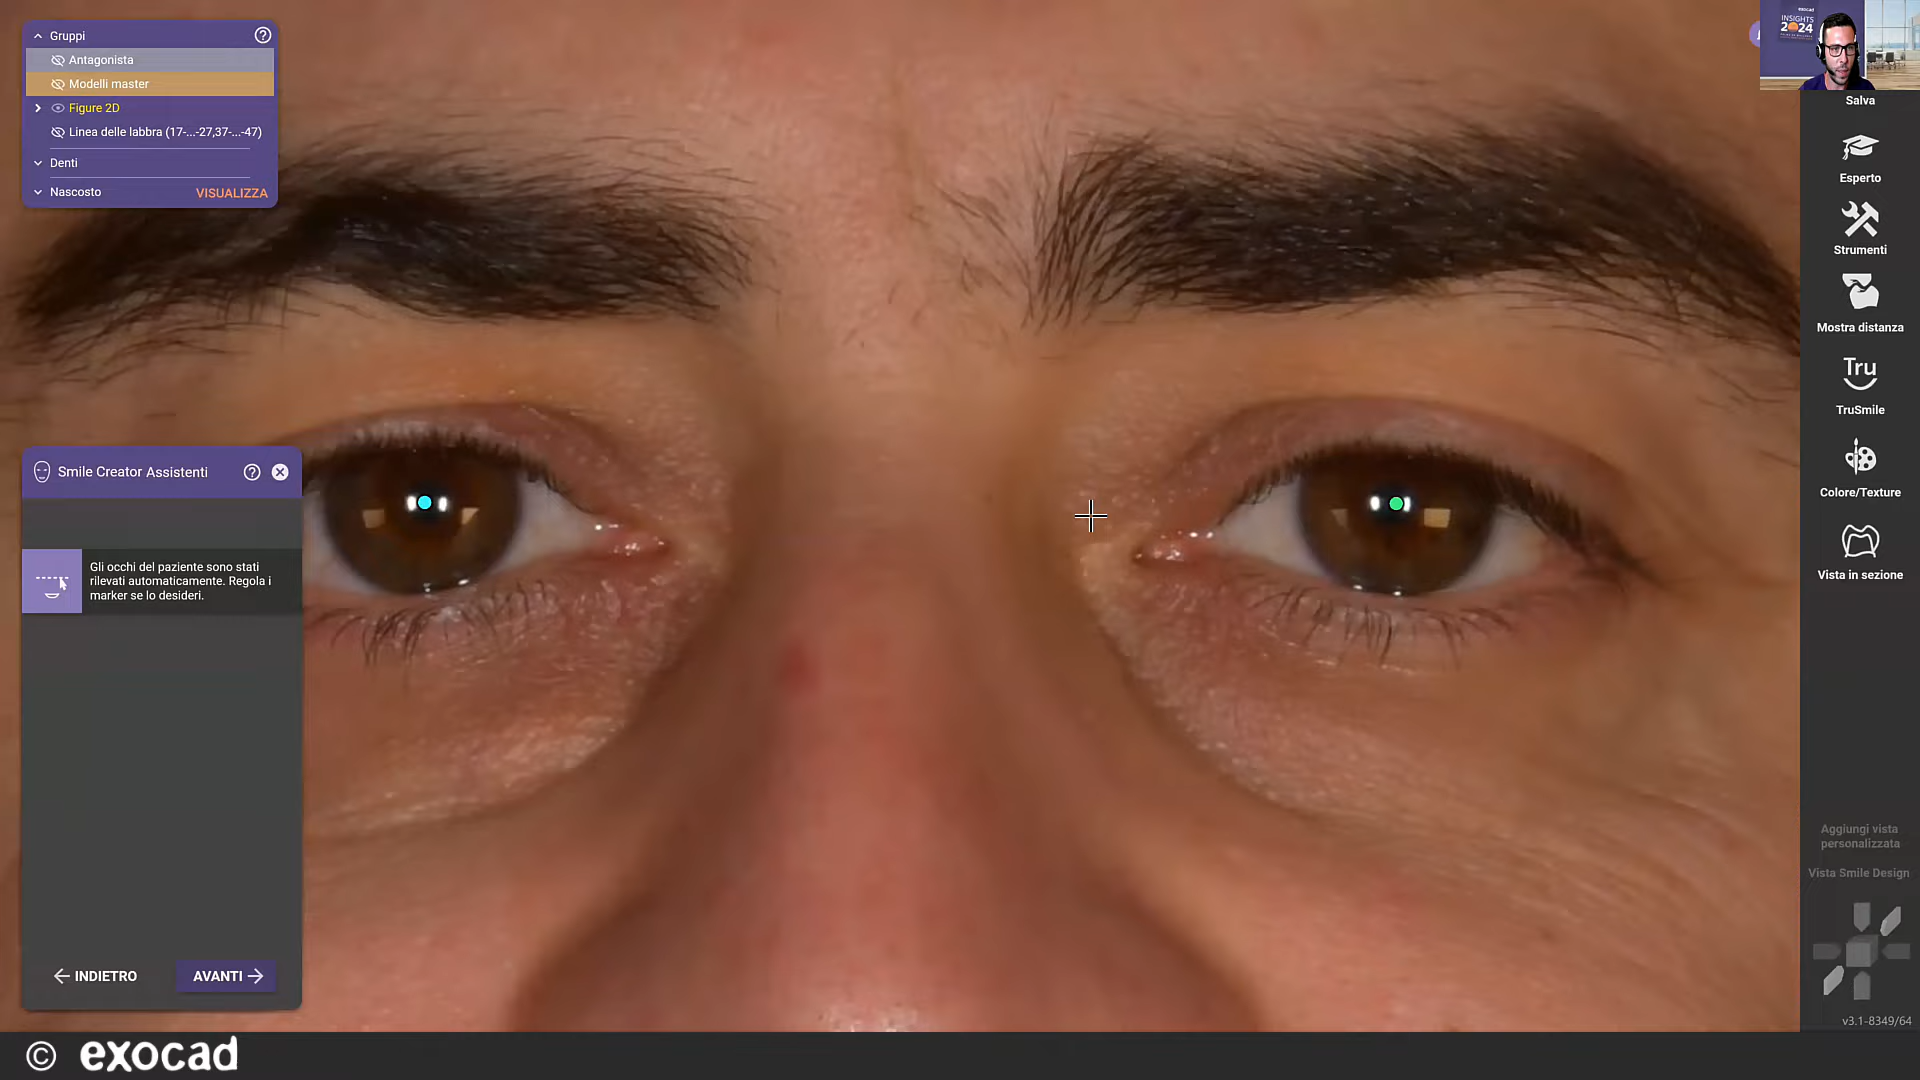 Gruppi
Antagonista
Modelli master
Figure 2D
Linea delle labbra (17-...-27,37-...-47)
Denti
Nascosto VISUALIZZA
Smile Creator Assistenti
Gli occhi del paziente sono stati
rilevati automaticamente. Regola i
marker se lo desideri.
INDIETRO AVANTI
exocad
INSIGHTS
2024
Salva
Esperto
Strumenti
Mostra distanza
Tru
TruSmile
Colore/Texture
Vista in sezione
Aggiungi vista
personalizzata
Vista Smile Design
v3.1-8349/64
© exocad